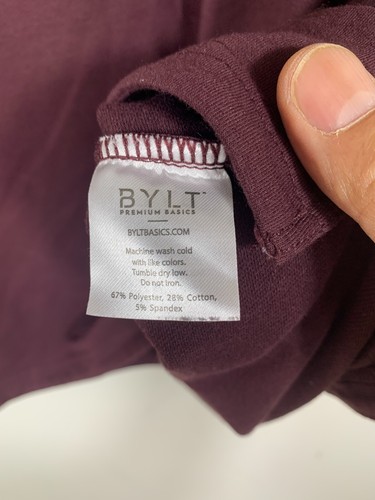 BYLT™
PREMIUM BASICS
BYLTBASICS.COM
Machine wash cold
with like colors.
Tumble dry low.
Do not iron.
67% Polyester, 28% Cotton,
5% Spandex